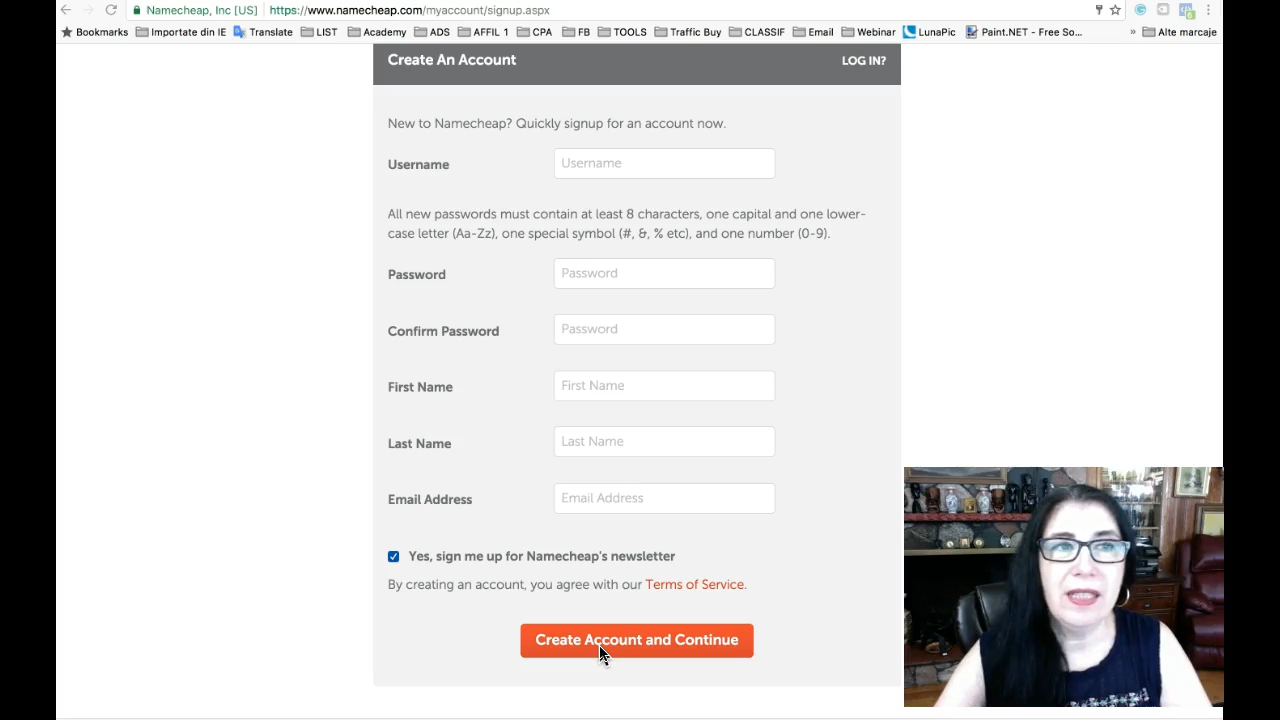 Namecheap, Inc [US] https://www.namecheap.com/myaccount/signup.aspx
Bookmarks Importate din IE Translate LIST Academy ADS AFFIL 1 CPA FB TOOLS Traffic Buy CLASSIF Email Webinar LunaPic Paint.NET - Free So... » Alte marcaje
Create An Account LOG IN?
New to Namecheap? Quickly signup for an account now.
Username Username
All new passwords must contain at least 8 characters, one capital and one lower-
case letter (Aa-Zz), one special symbol (#, &, % etc), and one number (0-9).
Password Password
Confirm Password Password
First Name First Name
Last Name Last Name
Email Address Email Address
Yes, sign me up for Namecheap's newsletter
By creating an account, you agree with our Terms of Service.
Create Account and Continue